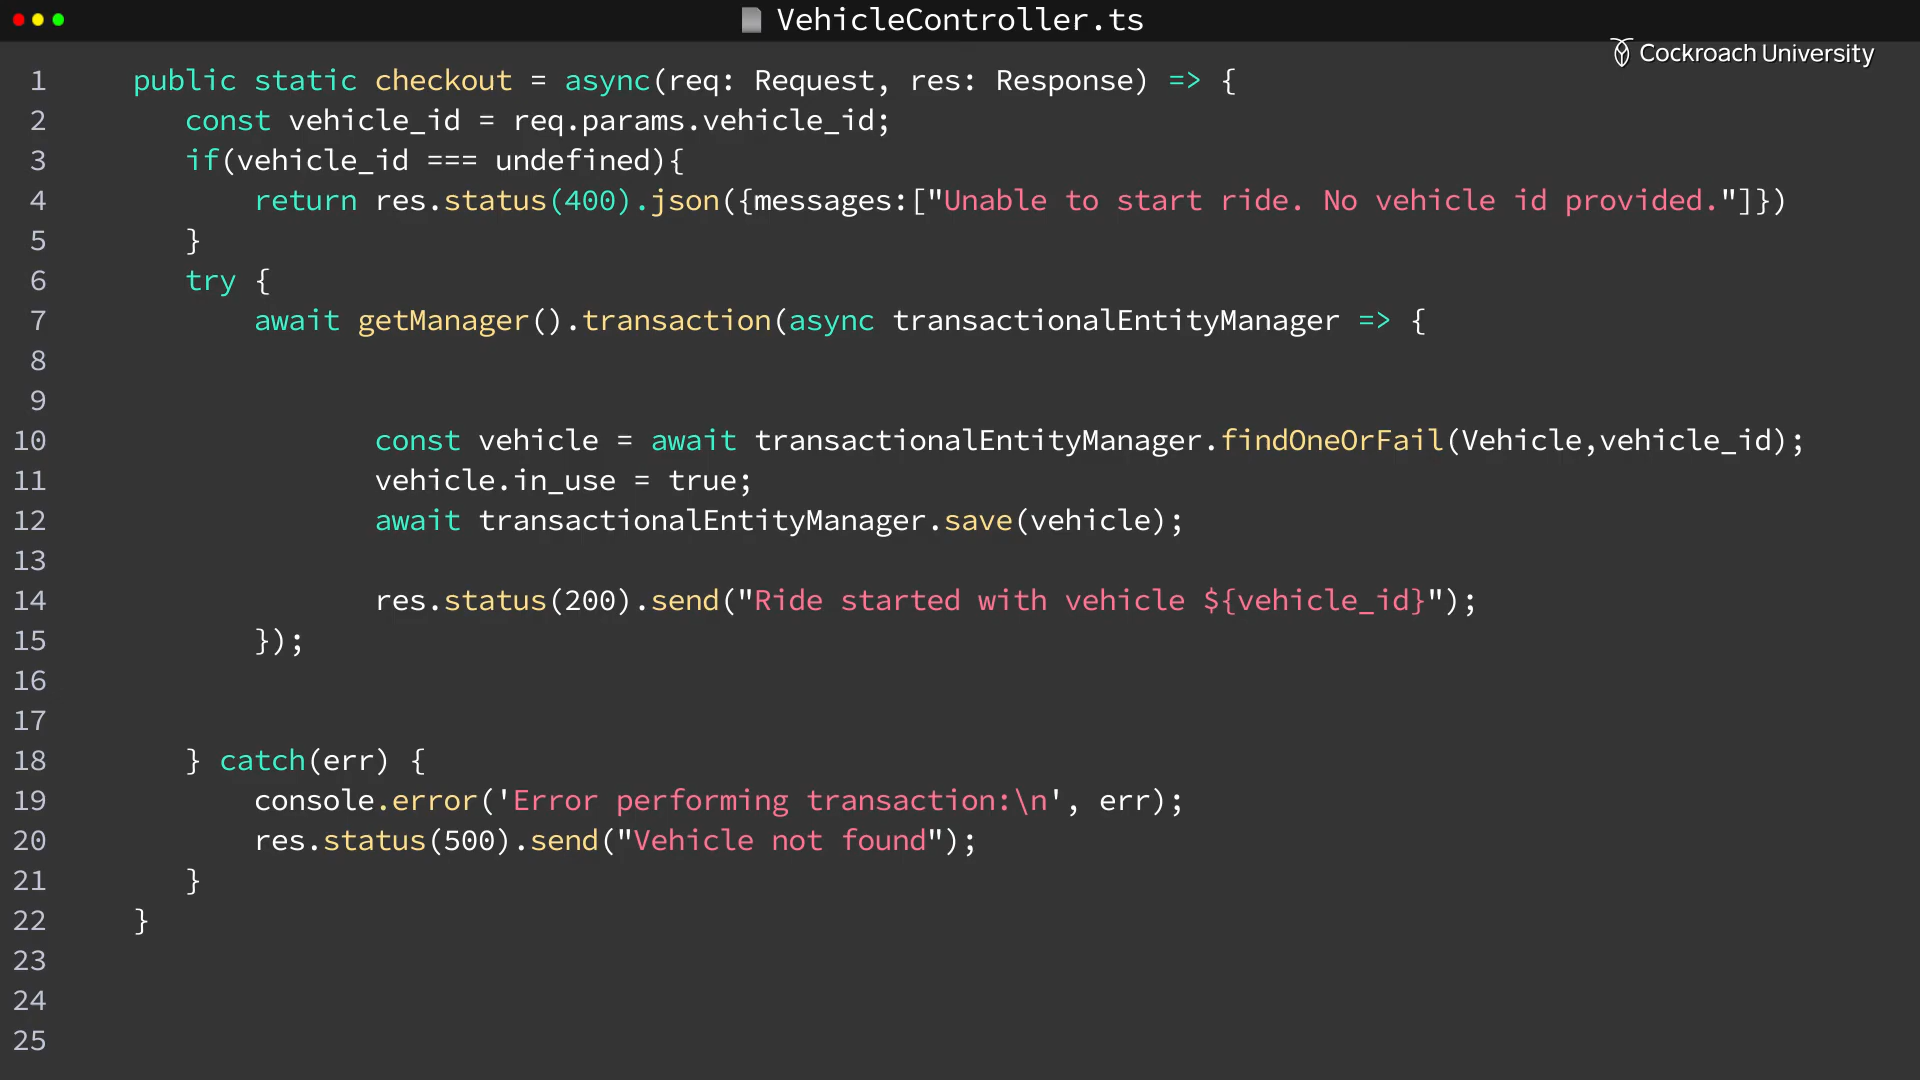 VehicleController.ts
Cockroach University
1 public static checkout = async(req: Request, res: Response) => {
2 const vehicle_id = req.params.vehicle_id;
3 if(vehicle_id === undefined){
4 return res.status(400).json({messages:["Unable to start ride. No vehicle id provided."]})
5 }
6 try {
7 await getManager().transaction(async transactionalEntityManager => {
8
9
10 const vehicle = await transactionalEntityManager.findOneOrFail(Vehicle,vehicle_id);
11 vehicle.in_use = true;
12 await transactionalEntityManager.save(vehicle);
13
14 res.status(200).send("Ride started with vehicle ${vehicle_id}");
15 });
16
17
18 } catch(err) {
19 console.error('Error performing transaction:\n', err);
20 res.status(500).send("Vehicle not found");
21 }
22 }
23
24
25